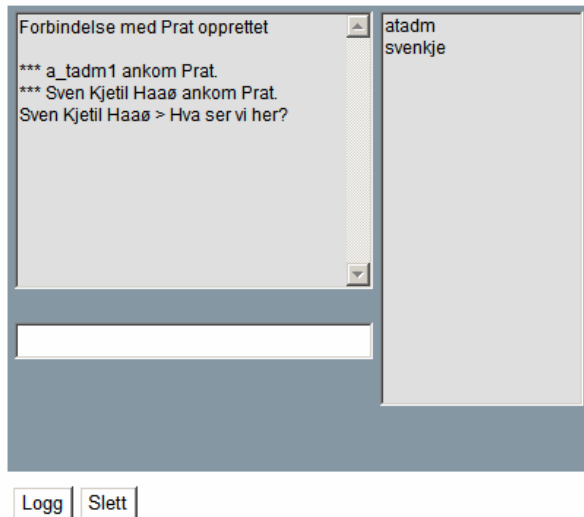 Forbindelse med Prat opprettet
*** a_tadm1 ankom Prat.
*** Sven Kjetil Haaø ankom Prat.
Sven Kjetil Haaø > Hva ser vi her?
atadm
svenkje
Logg
Slett